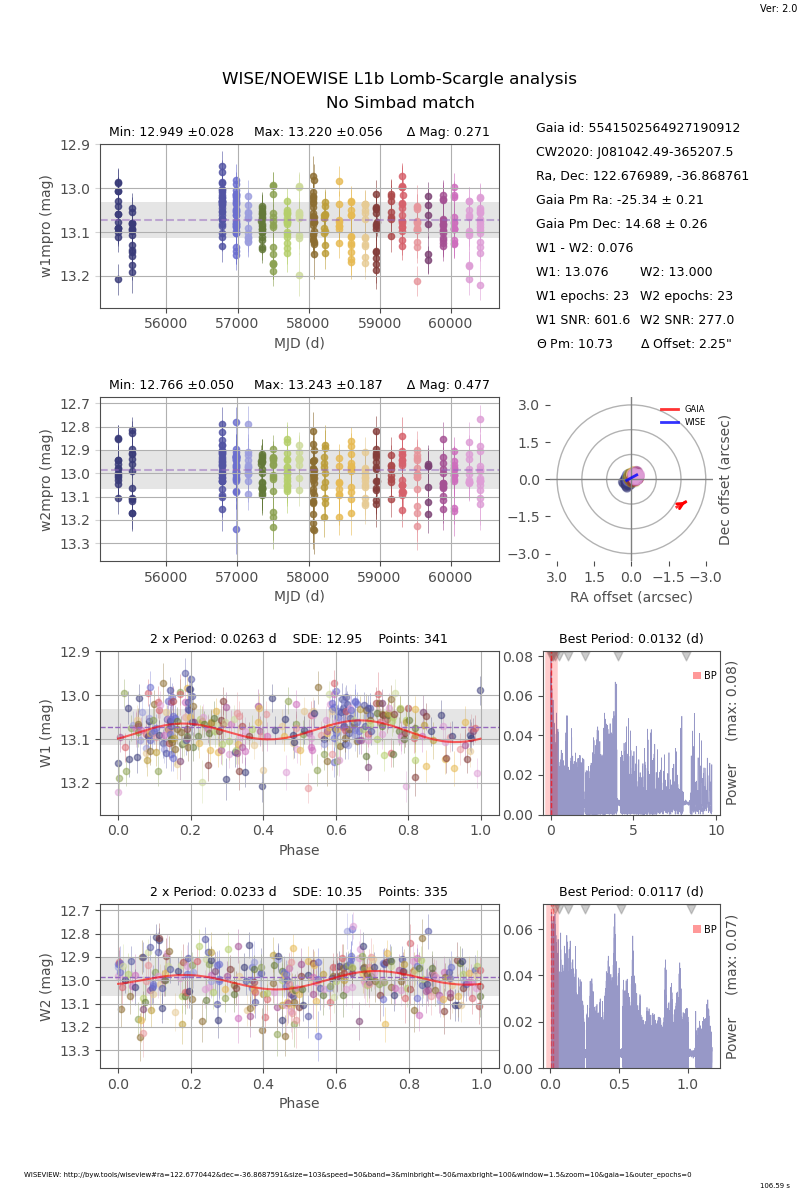 Ver: 2.0
WISE/NOEWISE L1b Lomb-Scargle analysis
No Simbad match
Min: 12.949 ±0.028 Max: 13.220 ±0.056 Δ Mag: 0.271
12.9
13.0
13.1
13.2
w1mpro (mag)
56000 57000 58000 59000 60000
MJD (d)
Gaia id: 5541502564927190912
CW2020: J081042.49-365207.5
Ra, Dec: 122.676989, -36.868761
Gaia Pm Ra: -25.34 ± 0.21
Gaia Pm Dec: 14.68 ± 0.26
W1 - W2: 0.076
W1: 13.076 W2: 13.000
W1 epochs: 23 W2 epochs: 23
W1 SNR: 601.6 W2 SNR: 277.0
Θ Pm: 10.73 Δ Offset: 2.25"
Min: 12.766 ±0.050 Max: 13.243 ±0.187 Δ Mag: 0.477
12.7
12.8
12.9
13.0
13.1
13.2
13.3
w2mpro (mag)
56000 57000 58000 59000 60000
MJD (d)
GAIA
WISE
3.0
1.5
0.0
−1.5
−3.0
3.0 1.5 0.0 −1.5 −3.0
RA offset (arcsec)
Dec offset (arcsec)
2 x Period: 0.0263 d SDE: 12.95 Points: 341
12.9
13.0
13.1
13.2
W1 (mag)
0.0 0.2 0.4 0.6 0.8 1.0
Phase
Best Period: 0.0132 (d)
BP
0.08
0.06
0.04
0.02
0.00
0 5 10
Power (max: 0.08)
2 x Period: 0.0233 d SDE: 10.35 Points: 335
12.7
12.8
12.9
13.0
13.1
13.2
13.3
W2 (mag)
0.0 0.2 0.4 0.6 0.8 1.0
Phase
Best Period: 0.0117 (d)
BP
0.06
0.04
0.02
0.00
0.0 0.5 1.0
Power (max: 0.07)
WISEVIEW: http://byw.tools/wiseview#ra=122.6770442&dec=-36.8687591&size=103&speed=50&band=3&minbright=-50&maxbright=100&window=1.5&zoom=10&gaia=1&outer_epochs=0
106.59 s